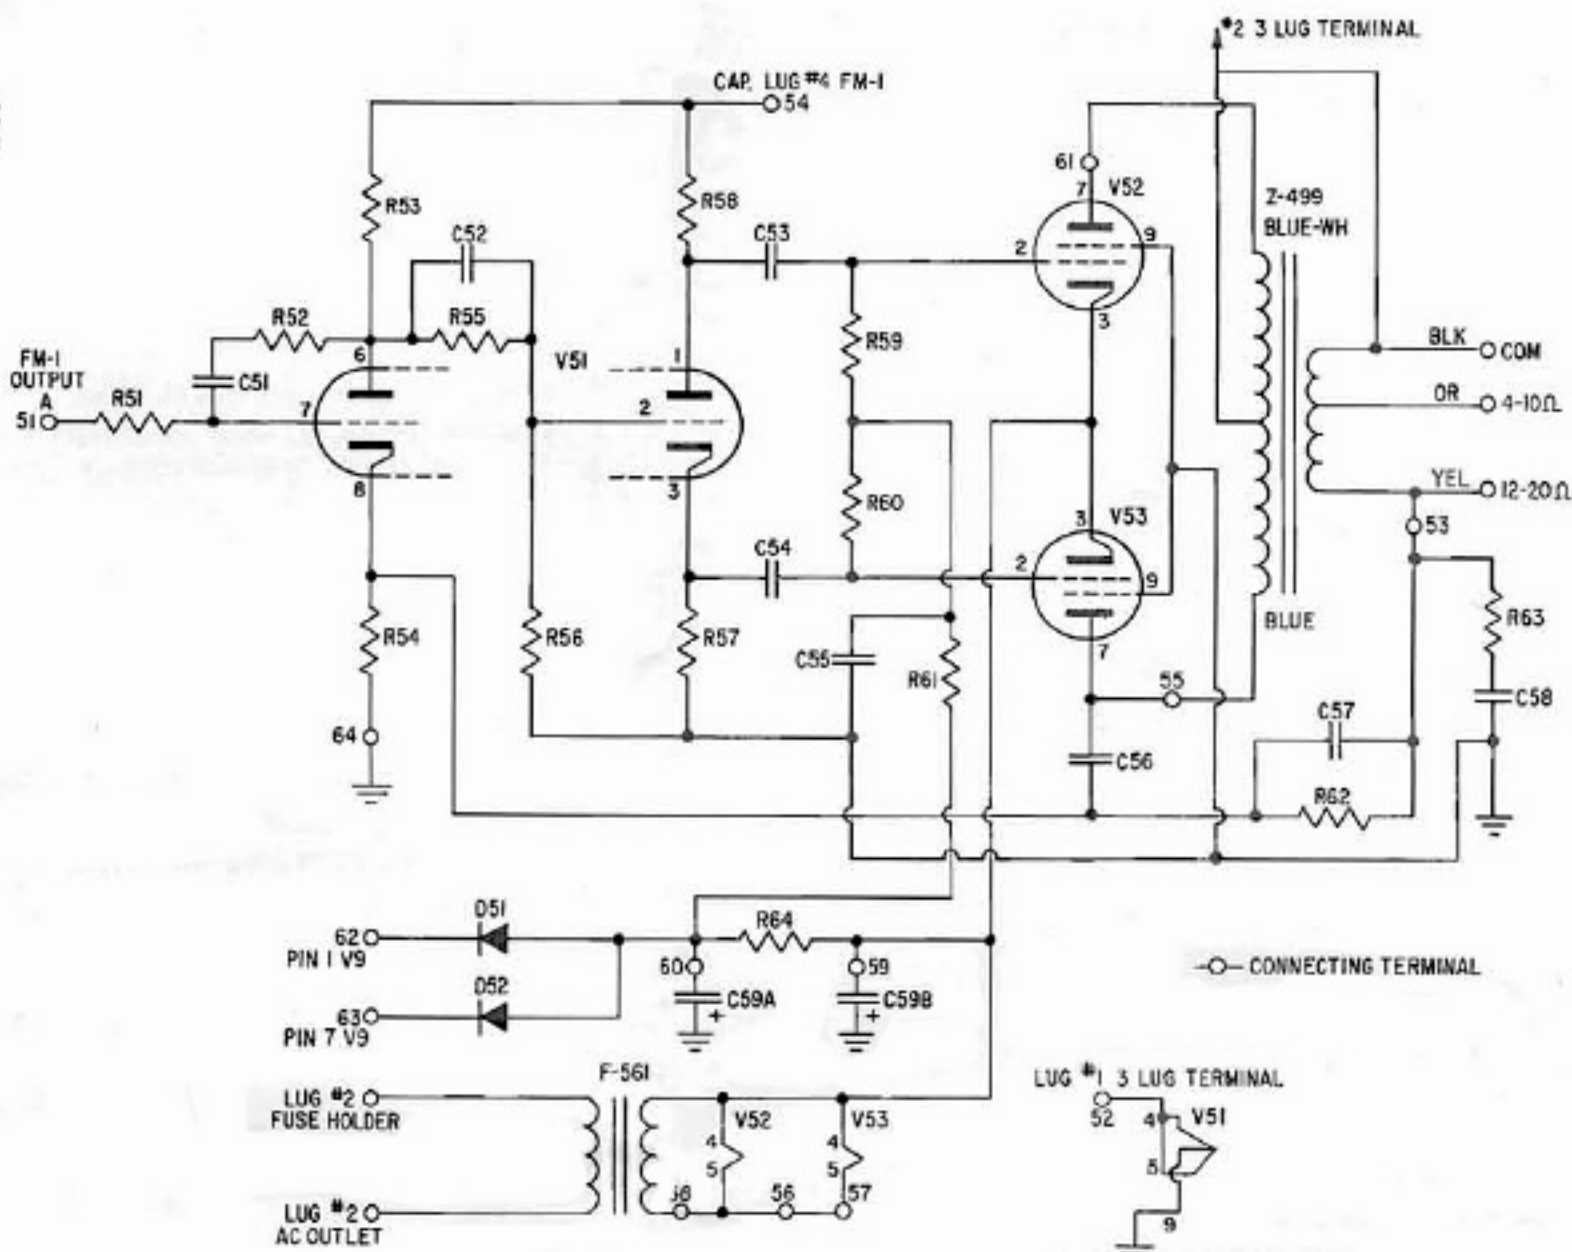 #2 3 LUG TERMINAL
CAP. LUG #4 FM-1
54
61
7
V52
Z-499
BLUE-WH
R53
R58
C52
C53
2
9
3
R52
R55
R59
6
V51
1
BLK
COM
FM-1
OUTPUT
A
51
R51
C51
7
2
OR
4-10Ω
8
3
R60
3
V53
YEL
12-20Ω
53
C54
2
9
R54
R56
R57
C55
R61
7
BLUE
R63
55
C58
64
C56
C57
R62
D51
62
PIN 1 V9
R64
60
59
CONNECTING TERMINAL
D52
63
PIN 7 V9
C59A
+
C59B
+
F-561
LUG #2
FUSE HOLDER
V52
V53
4
5
4
5
LUG #1 3 LUG TERMINAL
52
4
V51
5
9
56
57
LUG #2
AC OUTLET